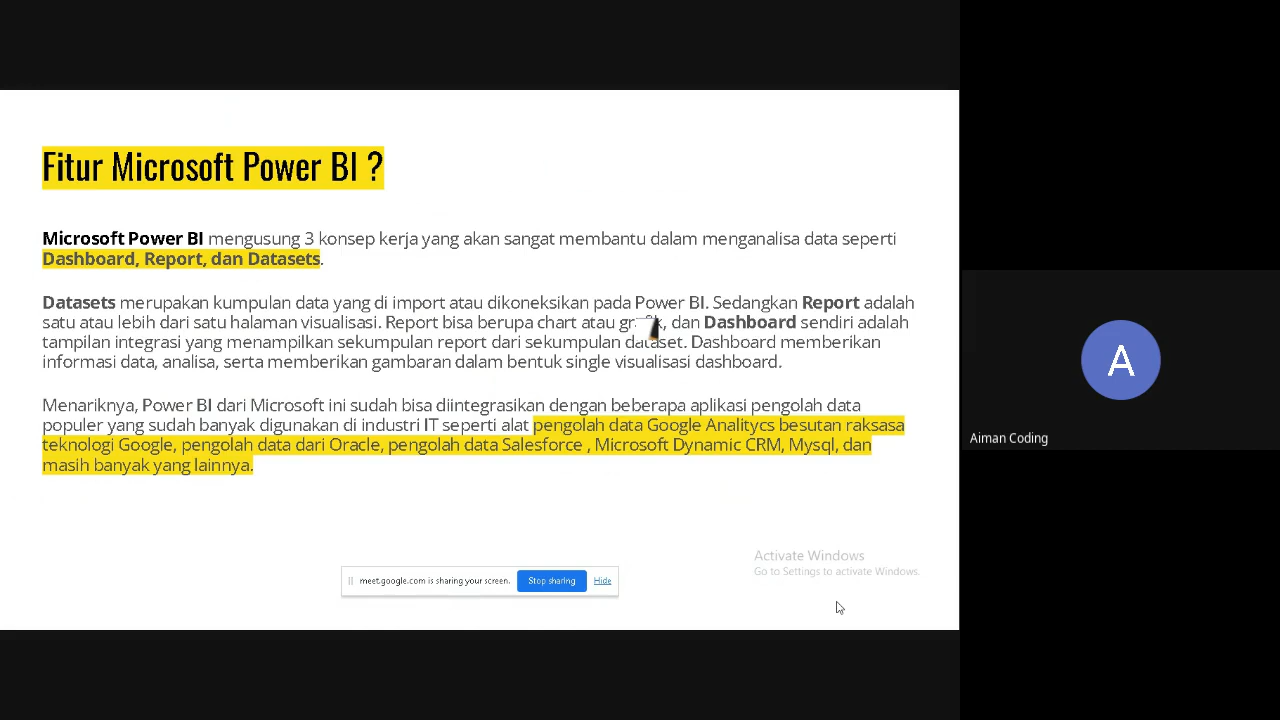 Fitur Microsoft Power BI ?
Microsoft Power BI mengusung 3 konsep kerja yang akan sangat membantu dalam menganalisa data seperti
Dashboard, Report, dan Datasets.
Datasets merupakan kumpulan data yang di import atau dikoneksikan pada Power BI. Sedangkan Report adalah
satu atau lebih dari satu halaman visualisasi. Report bisa berupa chart atau dan Dashboard sendiri adalah
tampilan integrasi yang menampilkan sekumpulan report dari sekumpulan dataset. Dashboard memberikan
informasi data, analisa, serta memberikan gambaran dalam bentuk single visualisasi dashboard.
Menariknya, Power BI dari Microsoft ini sudah bisa diintegrasikan dengan beberapa aplikasi pengolah data
populer yang sudah banyak digunakan di industri IT seperti alat pengolah data Google Analitycs besutan raksasa
teknologi Google, pengolah data dari Oracle, pengolah data Salesforce , Microsoft Dynamic CRM, Mysql, dan
masih banyak yang lainnya.
Activate Windows
Go to Settings to activate Windows.
meet.google.com is sharing your screen. Stop sharing Hide
A
Aiman Coding